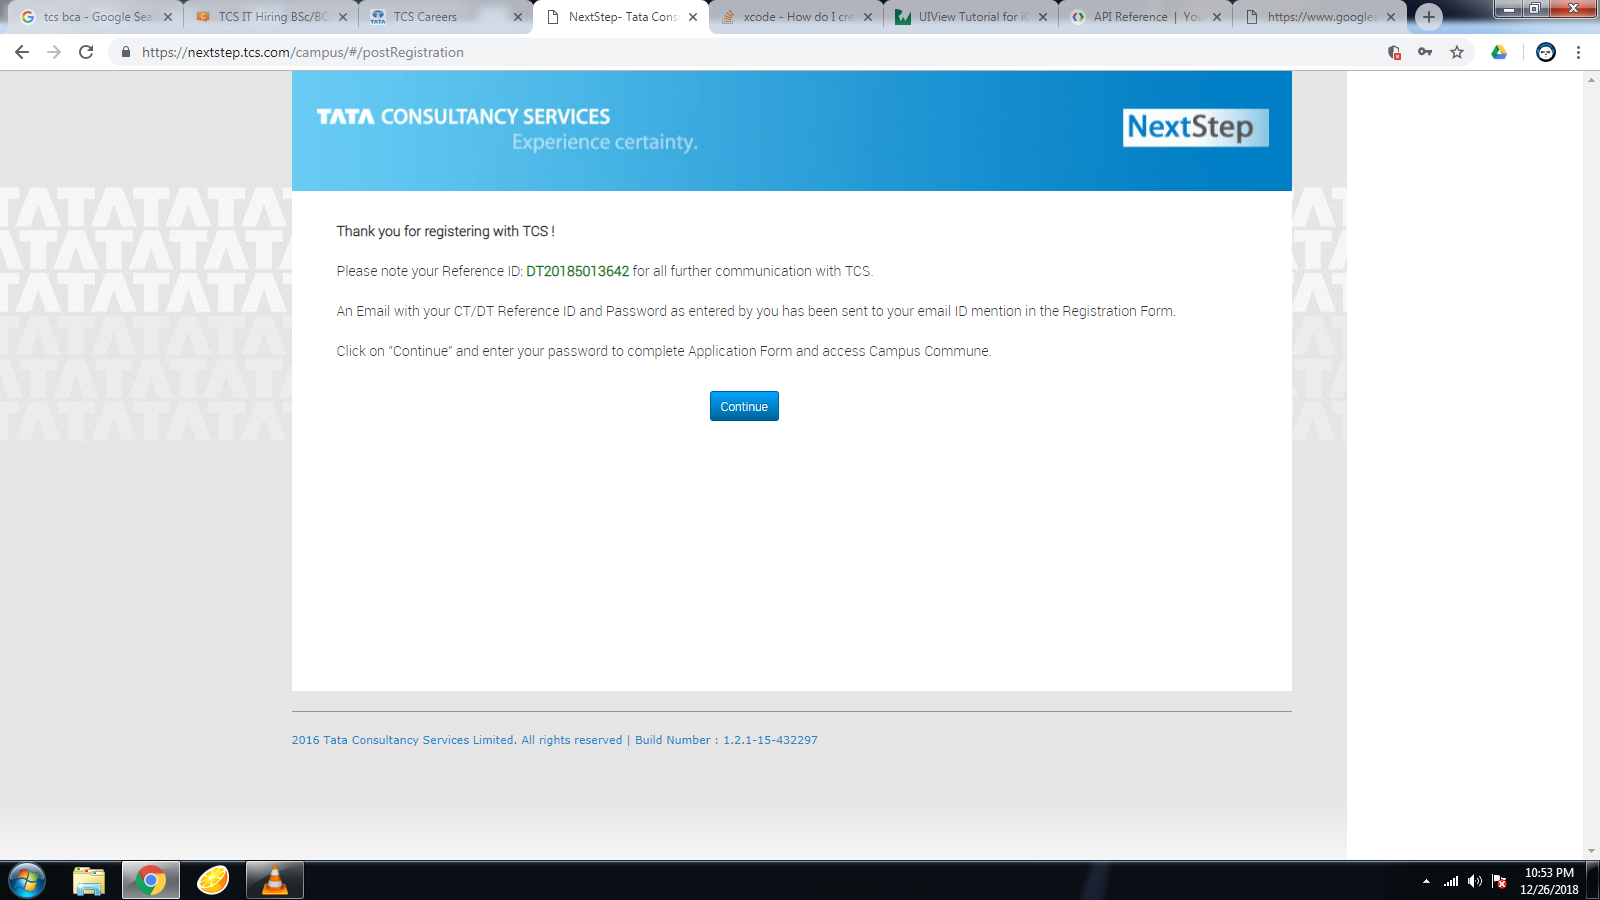 tcs bca - Google Sea
TCS IT Hiring BSc/BC
TCS Careers
NextStep- Tata Cons
xcode - How do I cre
UIView Tutorial for iO
API Reference | You
https://www.google
https://nextstep.tcs.com/campus/#/postRegistration
TATA CONSULTANCY SERVICES
Experience certainty.
NextStep
Thank you for registering with TCS !
Please note your Reference ID: DT20185013642 for all further communication with TCS.
An Email with your CT/DT Reference ID and Password as entered by you has been sent to your email ID mention in the Registration Form.
Click on "Continue" and enter your password to complete Application Form and access Campus Commune.
Continue
2016 Tata Consultancy Services Limited. All rights reserved | Build Number : 1.2.1-15-432297
10:53 PM
12/26/2018